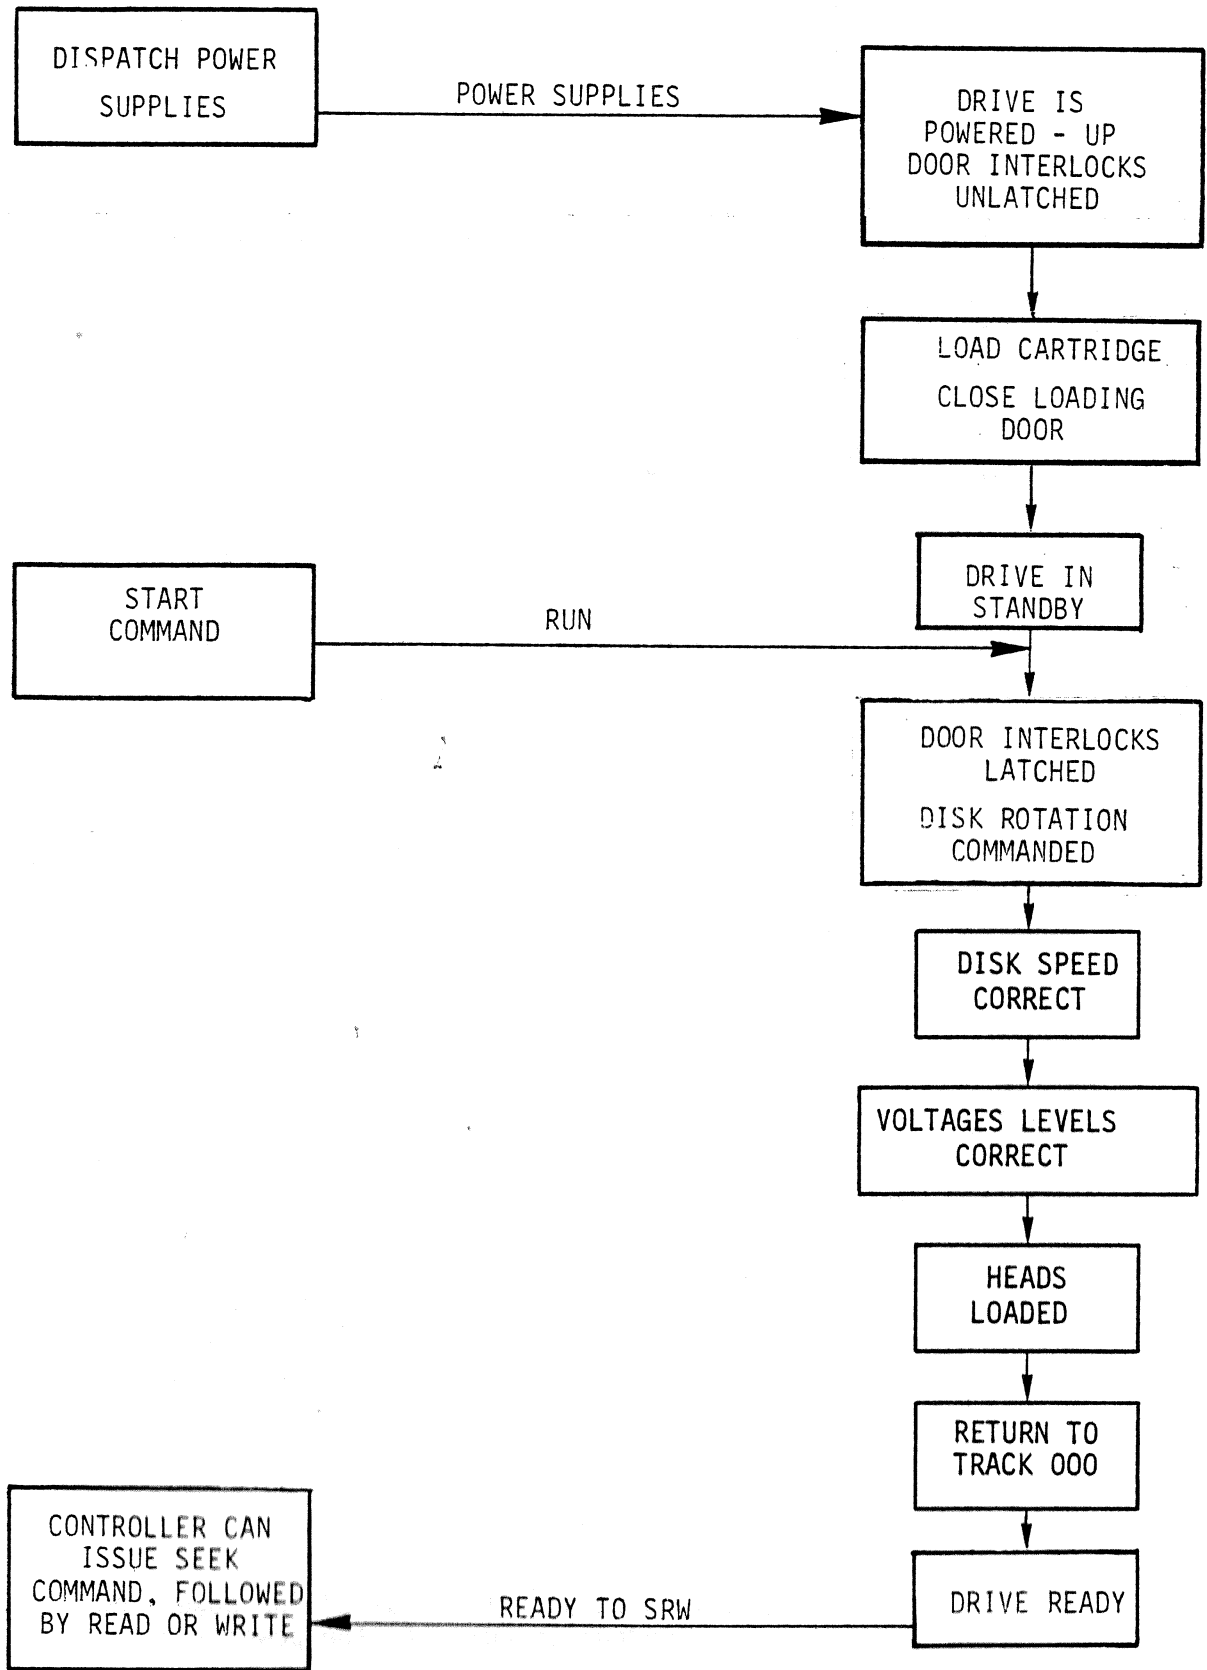 DISPATCH POWER
SUPPLIES
POWER SUPPLIES
DRIVE IS
POWERED - UP
DOOR INTERLOCKS
UNLATCHED
LOAD CARTRIDGE
CLOSE LOADING
DOOR
DRIVE IN
STANDBY
START
COMMAND
RUN
DOOR INTERLOCKS
LATCHED
DISK ROTATION
COMMANDED
DISK SPEED
CORRECT
VOLTAGES LEVELS
CORRECT
HEADS
LOADED
RETURN TO
TRACK 000
DRIVE READY
READY TO SRW
CONTROLLER CAN
ISSUE SEEK
COMMAND, FOLLOWED
BY READ OR WRITE